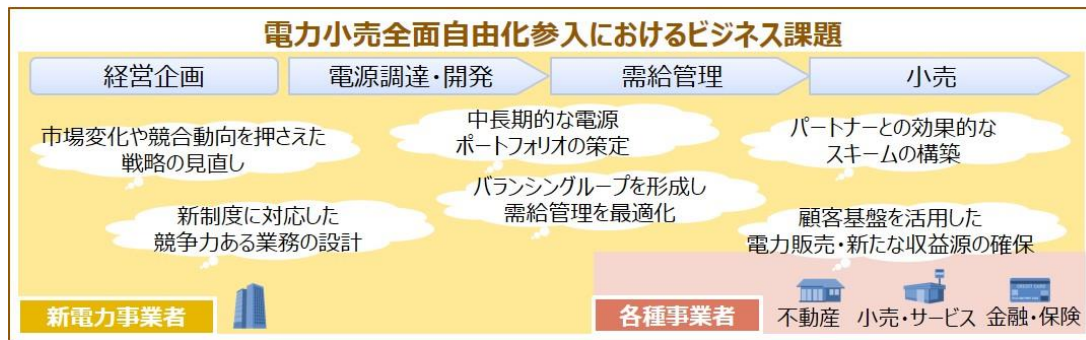 電力小売全面自由化参入におけるビジネス課題
経営企画
電源調達・開発
需給管理
小売
市場変化や競合動向を押さえた
戦略の見直し
中長期的な電源
ポートフォリオの策定
パートナーとの効果的な
スキームの構築
新制度に対応した
競争力ある業務の設計
バランシングループを形成し
需給管理を最適化
顧客基盤を活用した
電力販売・新たな収益源の確保
新電力事業者
各種事業者
不動産
小売・サービス
金融・保険
CREDIT CARD